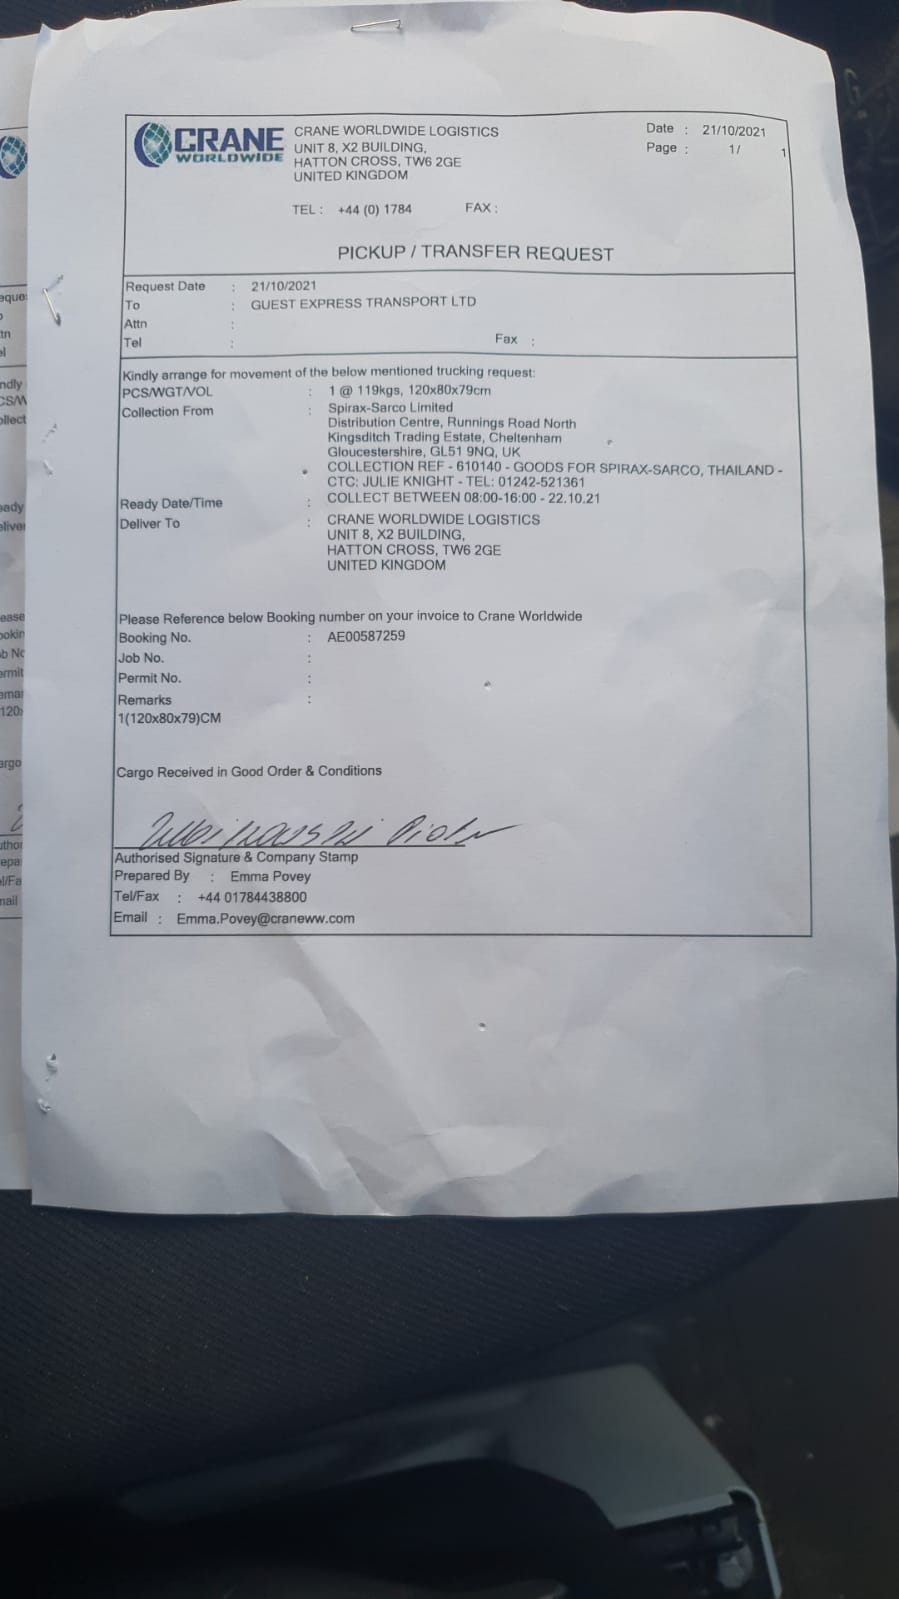 CRANE WORLDWIDE LOGISTICS
CRANE
WORLDWIDE
UNIT 8, X2 BUILDING,
HATTON CROSS, TW6 2GE
UNITED KINGDOM
Date : 21/10/2021
Page : 1/ 1
TEL : +44 (0) 1784 FAX :
PICKUP / TRANSFER REQUEST
Request Date : 21/10/2021
To : GUEST EXPRESS TRANSPORT LTD
Attn :
Tel : Fax :
Kindly arrange for movement of the below mentioned trucking request:
PCS/WGT/VOL : 1 @ 119kgs, 120x80x79cm
Collection From : Spirax-Sarco Limited
Distribution Centre, Runnings Road North
Kingsditch Trading Estate, Cheltenham
Gloucestershire, GL51 9NQ, UK
COLLECTION REF - 610140 - GOODS FOR SPIRAX-SARCO, THAILAND -
CTC: JULIE KNIGHT - TEL: 01242-521361
Ready Date/Time : COLLECT BETWEEN 08:00-16:00 - 22.10.21
Deliver To : CRANE WORLDWIDE LOGISTICS
UNIT 8, X2 BUILDING,
HATTON CROSS, TW6 2GE
UNITED KINGDOM
Please Reference below Booking number on your invoice to Crane Worldwide
Booking No. : AE00587259
Job No. :
Permit No. :
Remarks :
1(120x80x79)CM
Cargo Received in Good Order & Conditions
Authorised Signature & Company Stamp
Prepared By : Emma Povey
Tel/Fax : +44 01784438800
Email : Emma.Povey@craneww.com